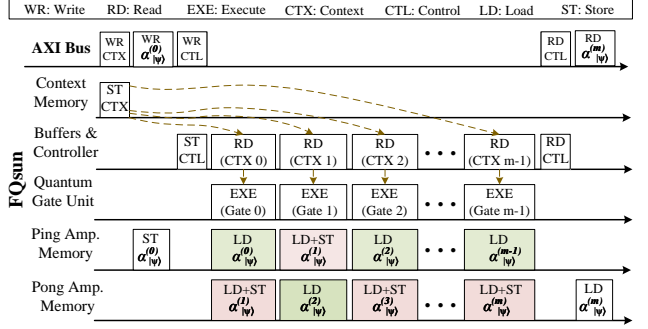 WR: Write RD: Read EXE: Execute CTX: Context CTL: Control LD: Load ST: Store
AXI Bus
WR
CTX
WR
α(0)|ψ⟩
WR
CTL
RD
CTL
RD
α(m)|ψ⟩
Context
Memory
ST
CTX
FQsun
Buffers &
Controller
ST
CTL
RD
(CTX 0)
RD
(CTX 1)
RD
(CTX 2)
• • •
RD
(CTX m-1)
RD
CTL
Quantum
Gate Unit
EXE
(Gate 0)
EXE
(Gate 1)
EXE
(Gate 2)
• • •
EXE
(Gate m-1)
Ping Amp.
Memory
ST
α(0)|ψ⟩
LD
α(0)|ψ⟩
LD+ST
α(1)|ψ⟩
LD
α(2)|ψ⟩
• • •
LD
α(m-1)|ψ⟩
Pong Amp.
Memory
LD+ST
α(1)|ψ⟩
LD
α(2)|ψ⟩
LD+ST
α(3)|ψ⟩
• • •
LD+ST
α(m)|ψ⟩
LD
α(m)|ψ⟩